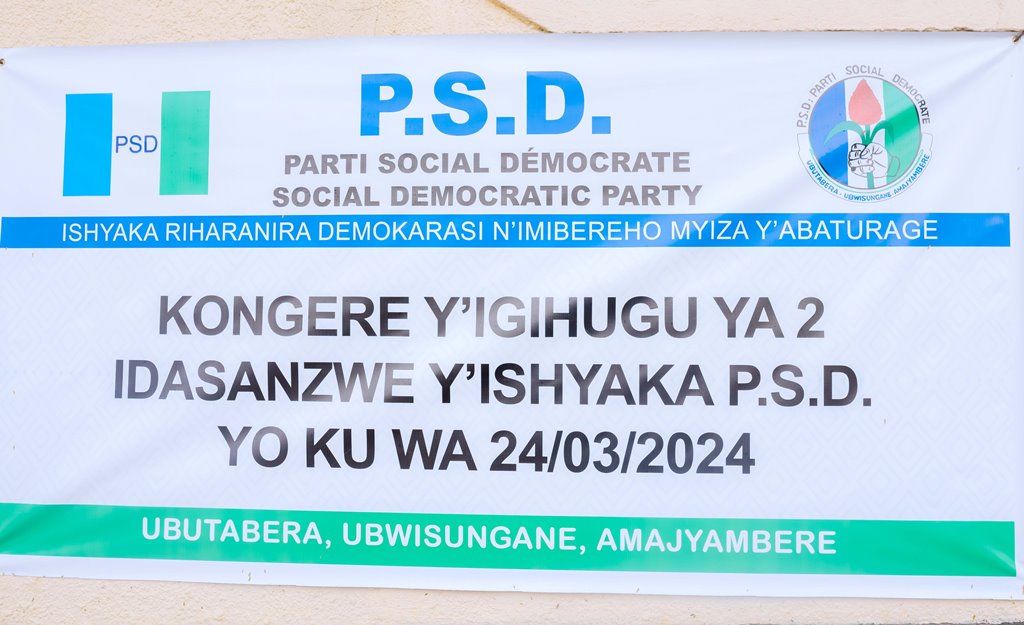 PSD
P.S.D.
PARTI SOCIAL DÉMOCRATE
SOCIAL DEMOCRATIC PARTY
P.S.D: PARTI SOCIAL DEMOCRATE
UBUTABERA - UBWISUNGANE - AMAJYAMBERE
ISHYAKA RIHARANIRA DEMOKARASI N'IMIBEREHO MYIZA Y'ABATURAGE
KONGERE Y'IGIHUGU YA 2
IDASANZWE Y'ISHYAKA P.S.D.
YO KU WA 24/03/2024
UBUTABERA, UBWISUNGANE, AMAJYAMBERE